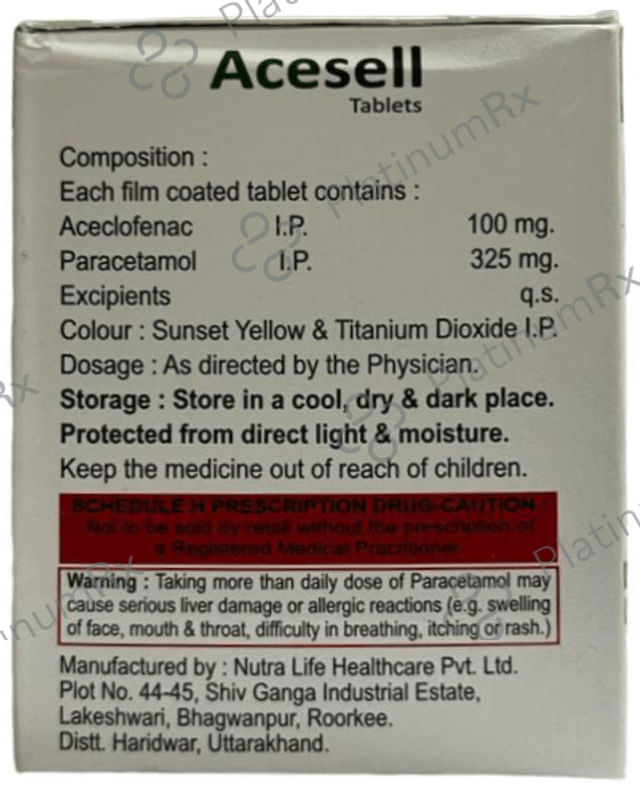 Acesell
Tablets
Composition :
Each film coated tablet contains :
Aceclofenac I.P. 100 mg.
Paracetamol I.P. 325 mg.
Excipients q.s.
Colour : Sunset Yellow & Titanium Dioxide I.P.
Dosage : As directed by the Physician.
Storage : Store in a cool, dry & dark place.
Protected from direct light & moisture.
Keep the medicine out of reach of children.
SCHEDULE H PRESCRIPTION DRUG-CAUTION :
Not to be sold by retail without the prescription of
a Registered Medical Practitioner.
Warning : Taking more than daily dose of Paracetamol may
cause serious liver damage or allergic reactions (e.g. swelling
of face, mouth & throat, difficulty in breathing, itching or rash.)
Manufactured by : Nutra Life Healthcare Pvt. Ltd.
Plot No. 44-45, Shiv Ganga Industrial Estate,
Lakeshwari, Bhagwanpur, Roorkee.
Distt. Haridwar, Uttarakhand.
PlatinumRx
PlatinumRx